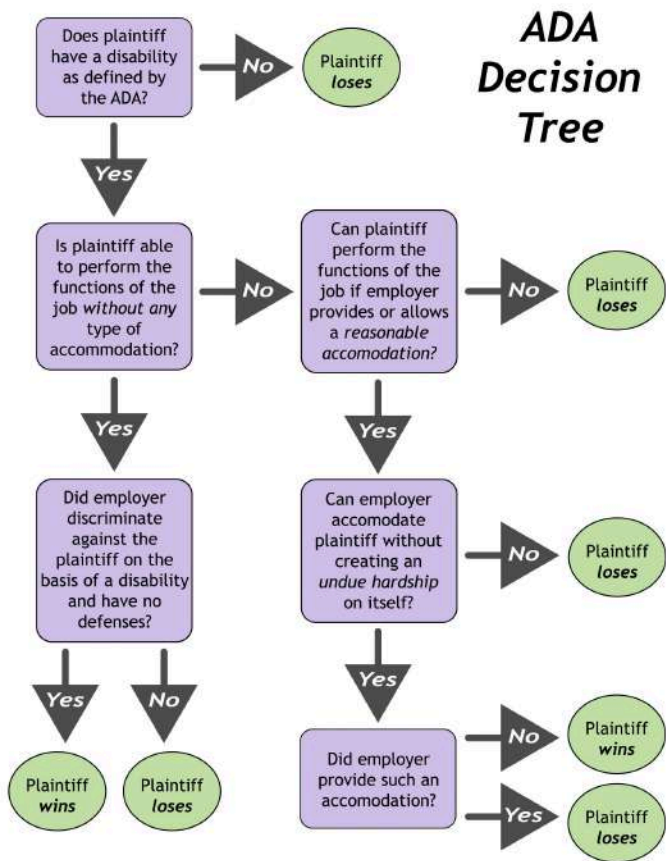 ADA
Decision
Tree
Does plaintiff
have a disability
as defined by
the ADA?
No
Plaintiff
loses
Yes
Is plaintiff able
to perform the
functions of the
job without any
type of
accommodation?
No
Can plaintiff
perform the
functions of the
job if employer
provides or allows
a reasonable
accomodation?
No
Plaintiff
loses
Yes
Yes
Did employer
discriminate
against the
plaintiff on the
basis of a disability
and have no
defenses?
Can employer
accomodate
plaintiff without
creating an
undue hardship
on itself?
No
Plaintiff
loses
Yes
No
Plaintiff
wins
Plaintiff
loses
Yes
Did employer
provide such an
accomodation?
No
Plaintiff
wins
Yes
Plaintiff
loses